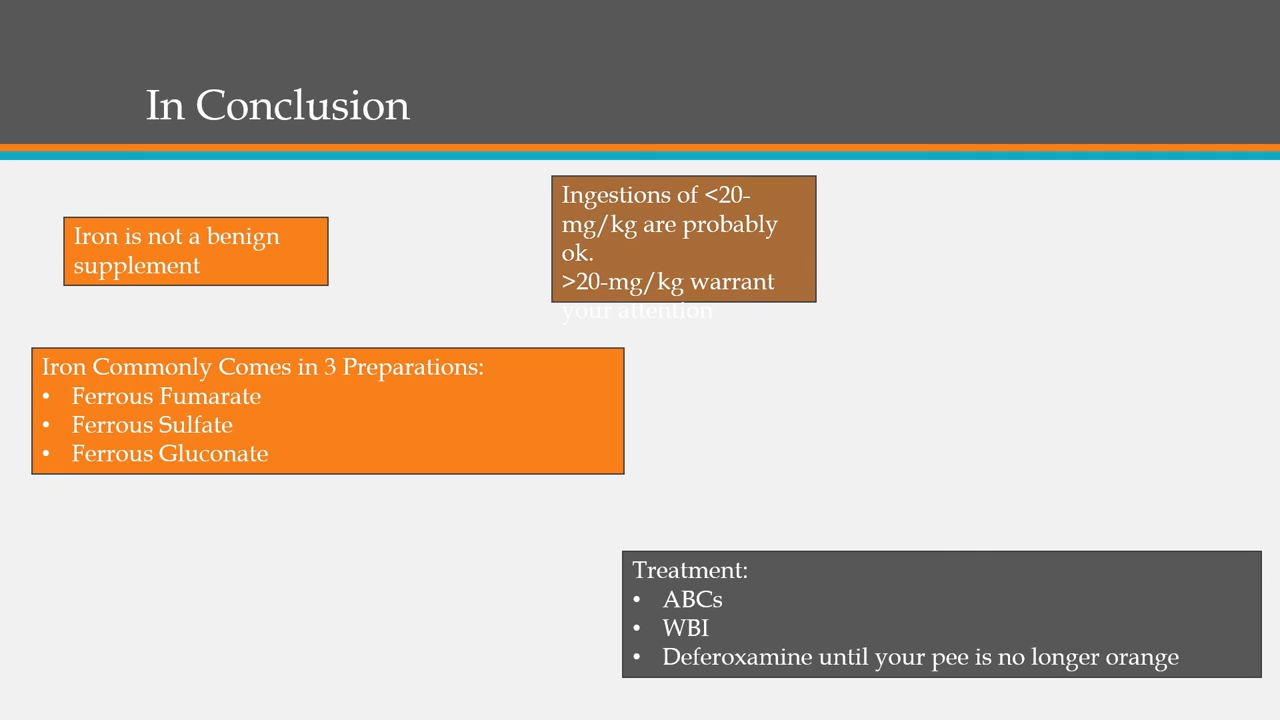 In Conclusion
Iron is not a benign
supplement
Ingestions of <20-
mg/kg are probably
ok.
>20-mg/kg warrant
your attention
Iron Commonly Comes in 3 Preparations:
• Ferrous Fumarate
• Ferrous Sulfate
• Ferrous Gluconate
Treatment:
• ABCs
• WBI
• Deferoxamine until your pee is no longer orange